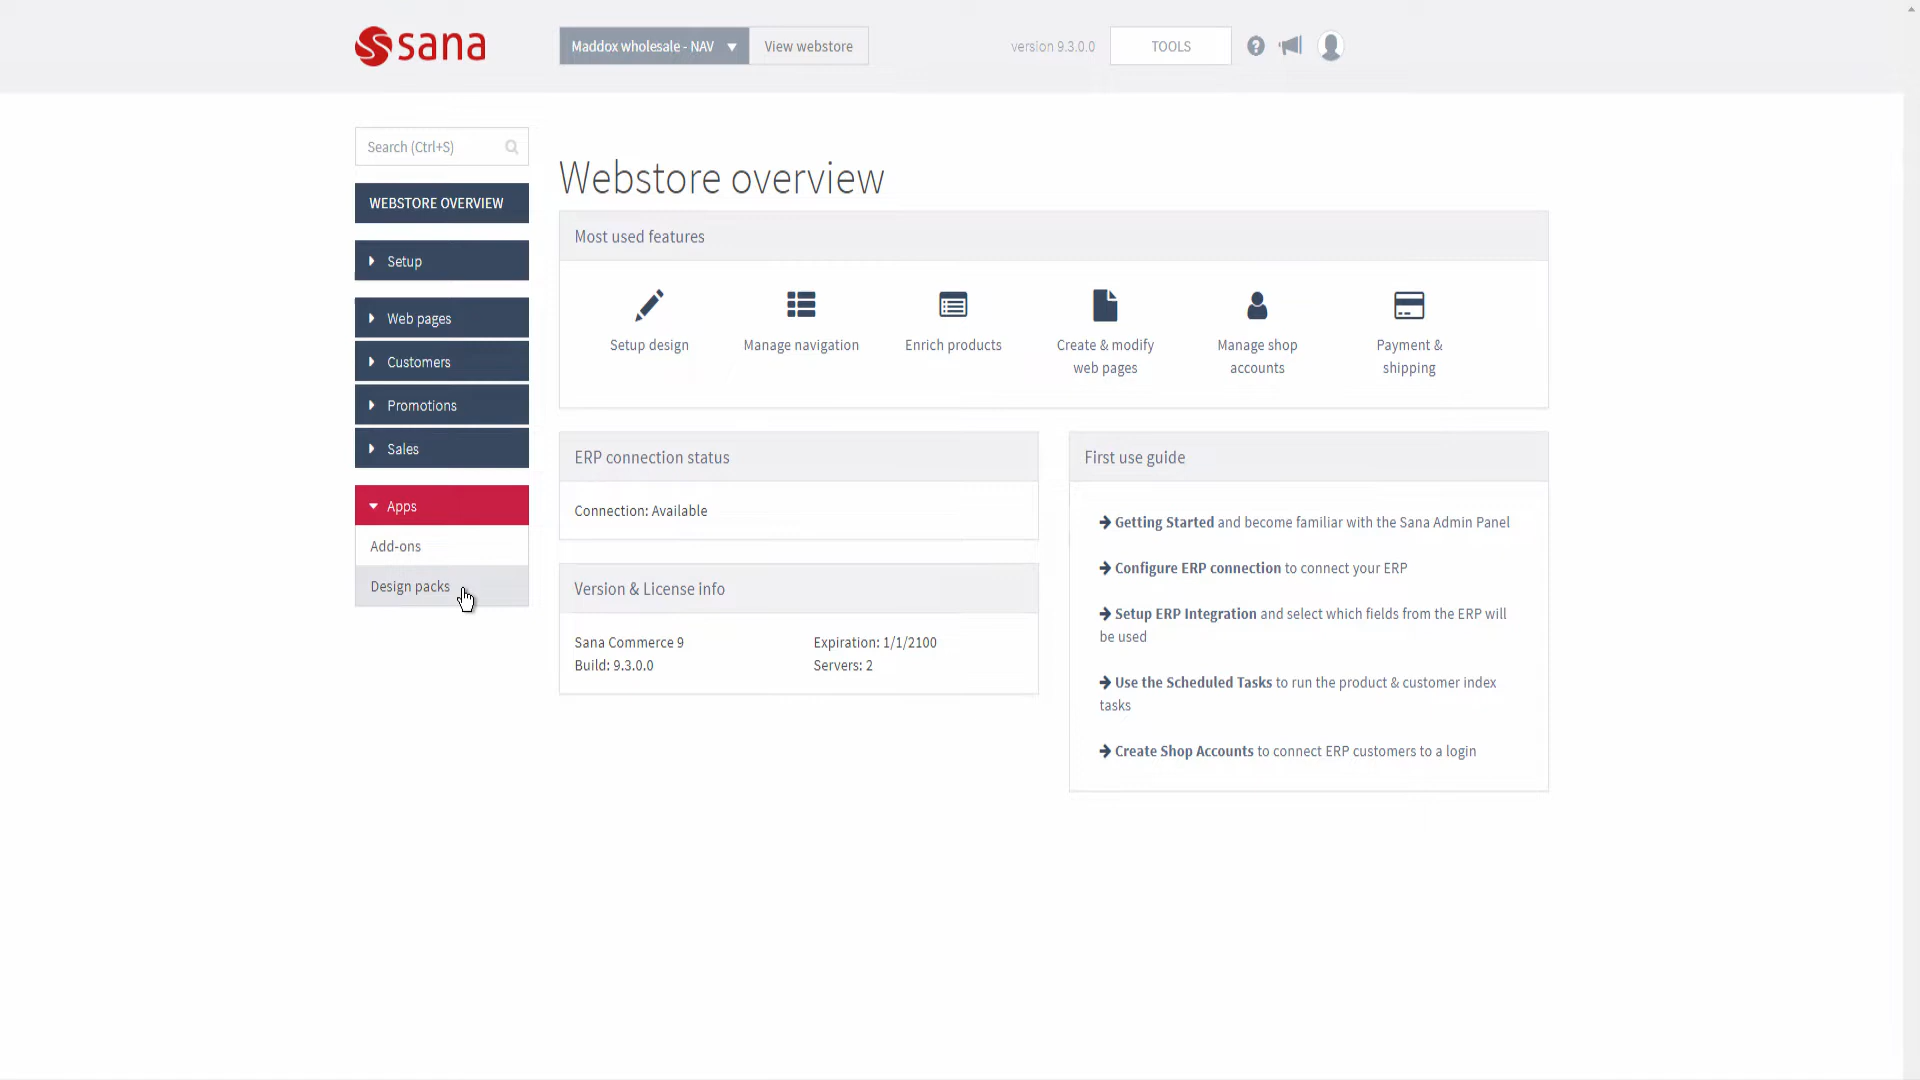 sana
Maddox wholesale - NAV
View webstore
version 9.3.0.0
TOOLS
?
Search (Ctrl+S)
WEBSTORE OVERVIEW
Setup
Web pages
Customers
Promotions
Sales
Apps
Add-ons
Design packs
Webstore overview
Most used features
Setup design
Manage navigation
Enrich products
Create & modify
web pages
Manage shop
accounts
Payment &
shipping
ERP connection status
Connection: Available
Version & License info
Sana Commerce 9
Build: 9.3.0.0
Expiration: 1/1/2100
Servers: 2
First use guide
Getting Started and become familiar with the Sana Admin Panel
Configure ERP connection to connect your ERP
Setup ERP Integration and select which fields from the ERP will
be used
Use the Scheduled Tasks to run the product & customer index
tasks
Create Shop Accounts to connect ERP customers to a login